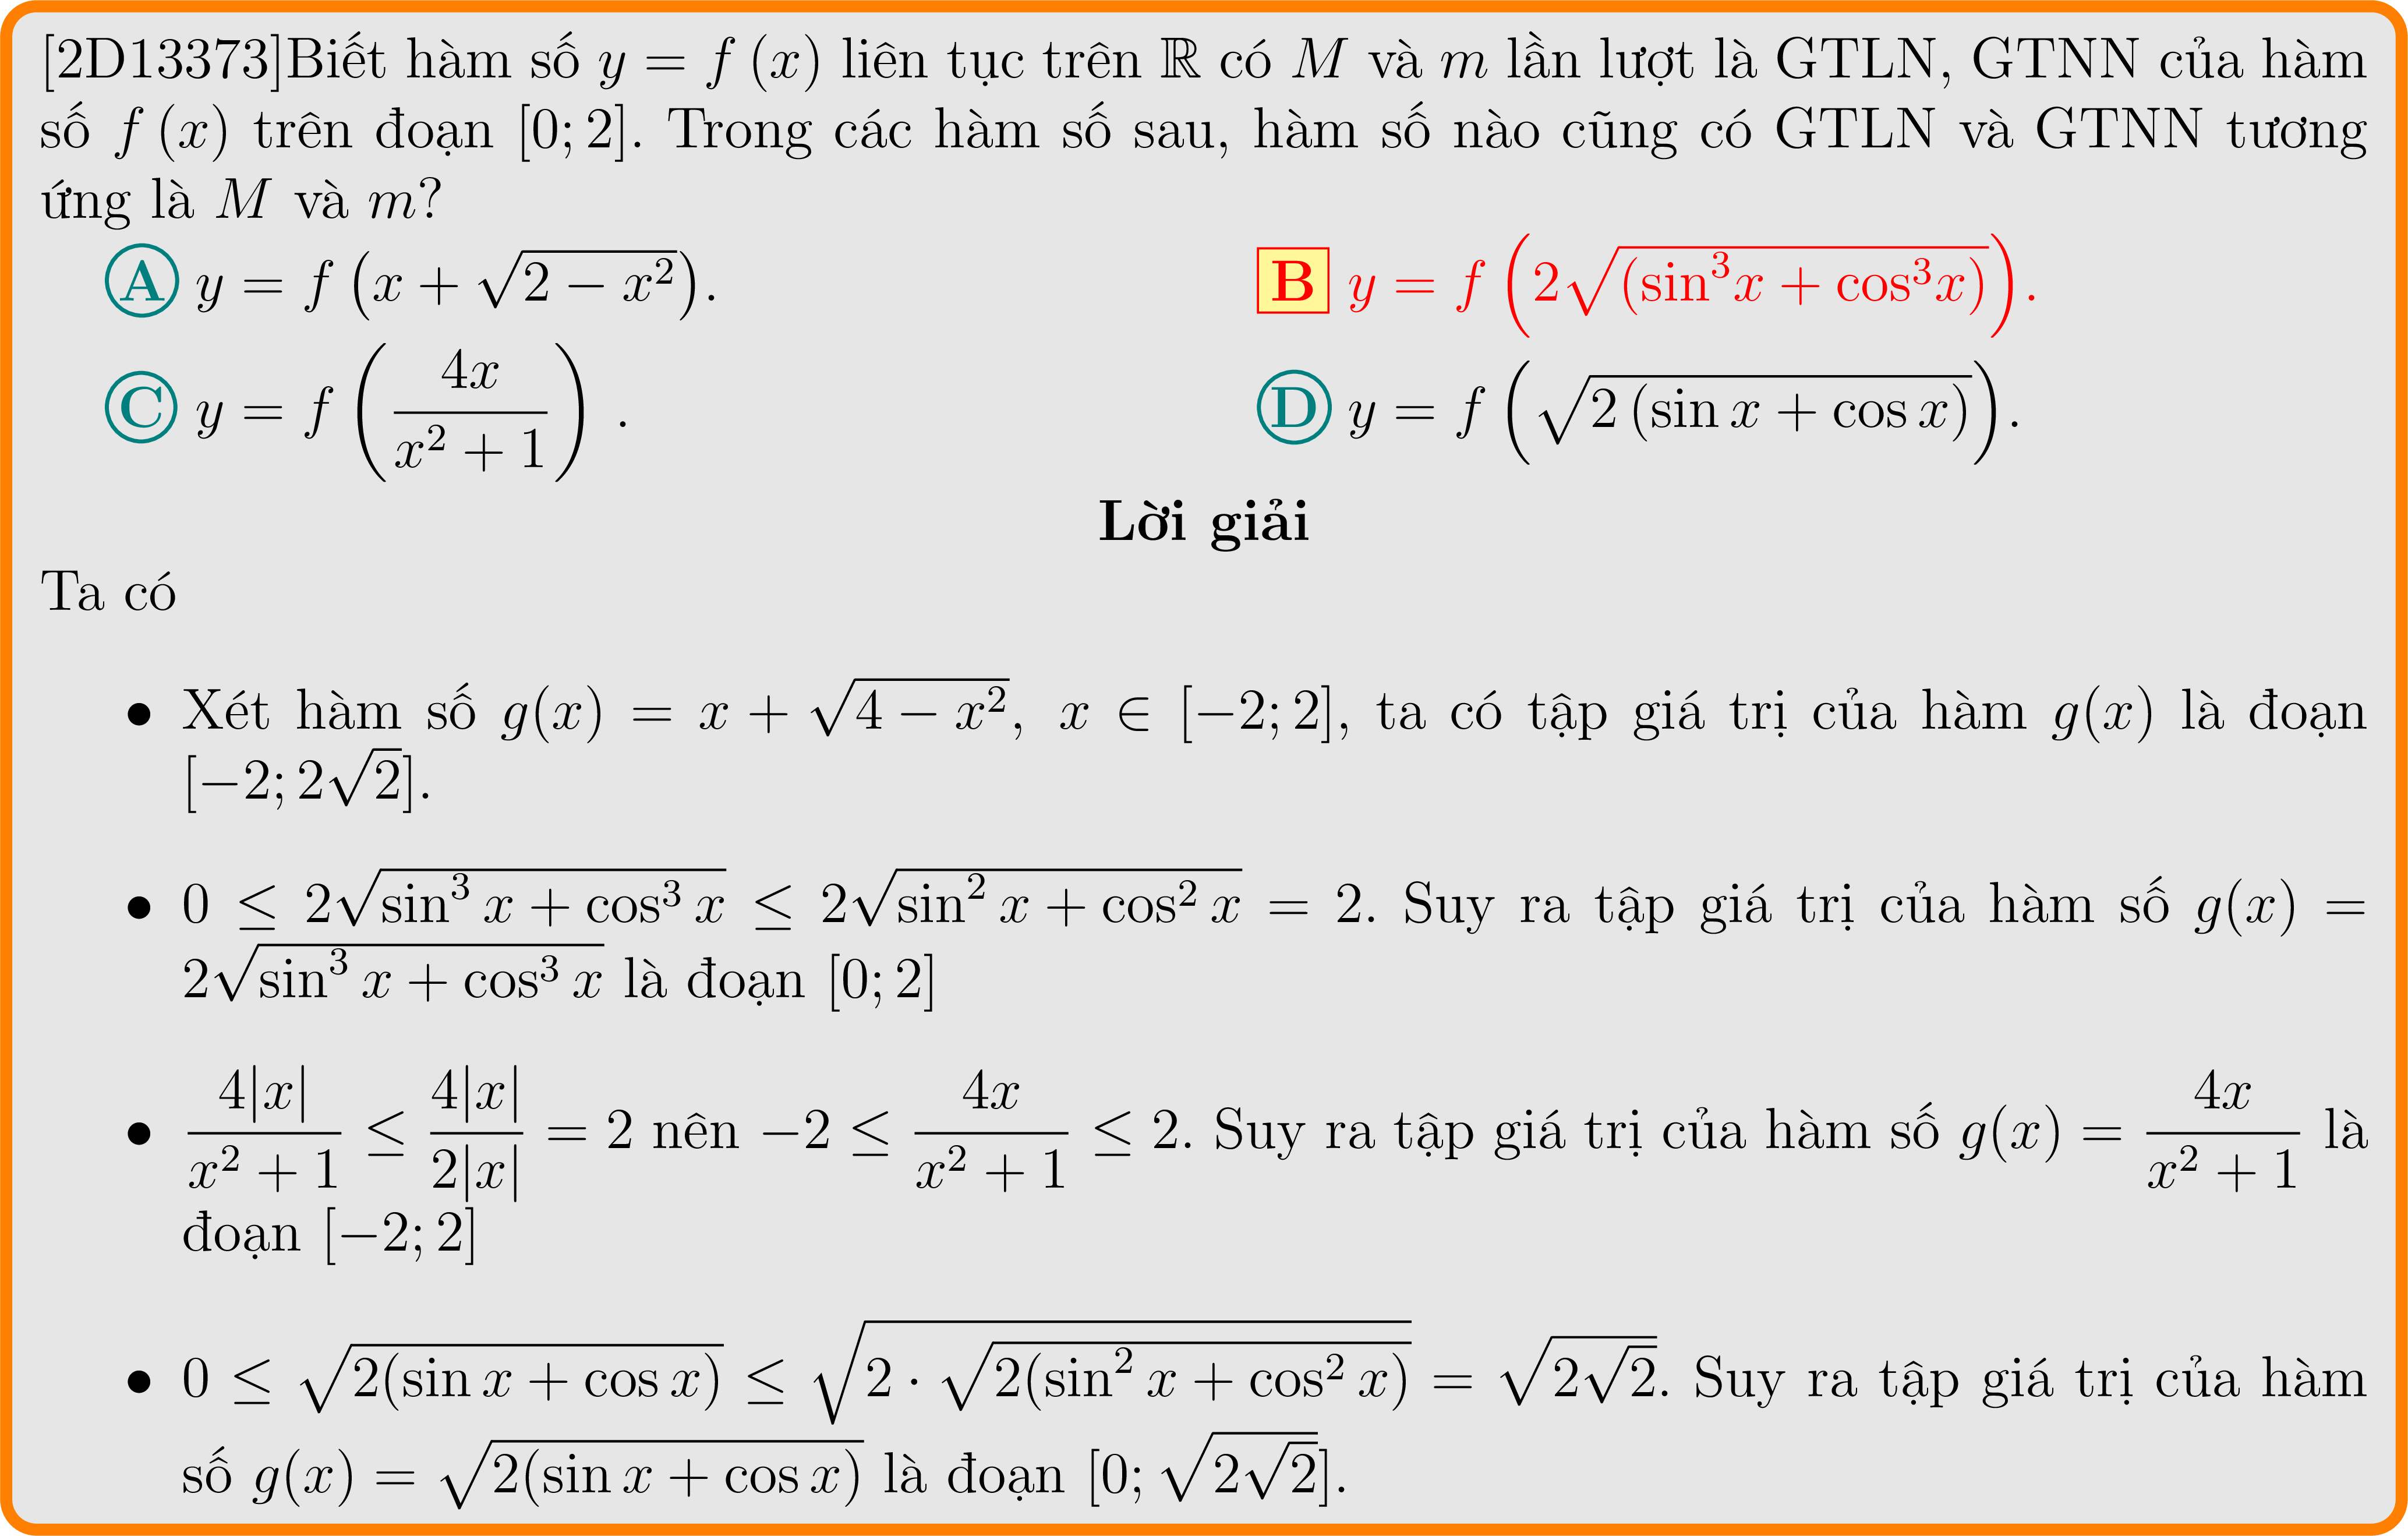 [2D13373]Biết hàm số $y = f(x)$ liên tục trên $\mathbb{R}$ có $M$ và $m$ lần lượt là GTLN, GTNN của hàm
số $f(x)$ trên đoạn $[0; 2]$. Trong các hàm số sau, hàm số nào cũng có GTLN và GTNN tương
ứng là $M$ và $m$?
A $y = f\left(x + \sqrt{2 - x^2}\right)$. B $y = f\left(2\sqrt{(\sin^3 x + \cos^3 x)}\right)$.
C $y = f\left(\dfrac{4x}{x^2 + 1}\right)$ . D $y = f\left(\sqrt{2(\sin x + \cos x)}\right)$.
Lời giải
Ta có
• Xét hàm số $g(x) = x + \sqrt{4 - x^2},\ x \in [-2; 2]$, ta có tập giá trị của hàm $g(x)$ là đoạn
$[-2; 2\sqrt{2}]$.
• $0 \leq 2\sqrt{\sin^3 x + \cos^3 x} \leq 2\sqrt{\sin^2 x + \cos^2 x} = 2$. Suy ra tập giá trị của hàm số $g(x) =$
$2\sqrt{\sin^3 x + \cos^3 x}$ là đoạn $[0; 2]$
• $\dfrac{4|x|}{x^2 + 1} \leq \dfrac{4|x|}{2|x|} = 2$ nên $-2 \leq \dfrac{4x}{x^2 + 1} \leq 2$. Suy ra tập giá trị của hàm số $g(x) = \dfrac{4x}{x^2 + 1}$ là
đoạn $[-2; 2]$
• $0 \leq \sqrt{2(\sin x + \cos x)} \leq \sqrt{2 \cdot \sqrt{2(\sin^2 x + \cos^2 x)}} = \sqrt{2\sqrt{2}}$. Suy ra tập giá trị của hàm
số $g(x) = \sqrt{2(\sin x + \cos x)}$ là đoạn $[0; \sqrt{2\sqrt{2}}]$.